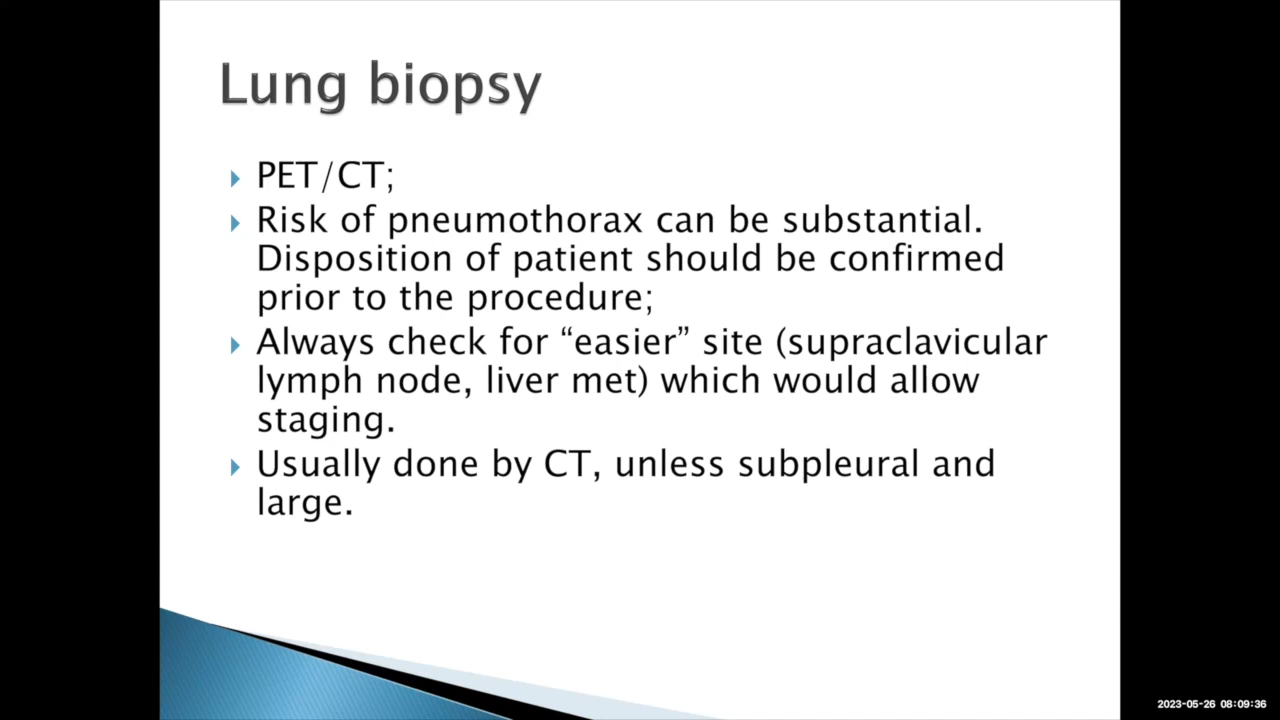 Lung biopsy
PET/CT;
Risk of pneumothorax can be substantial.
Disposition of patient should be confirmed
prior to the procedure;
Always check for “easier” site (supraclavicular
lymph node, liver met) which would allow
staging.
Usually done by CT, unless subpleural and
large.
2023-05-26 08:09:36